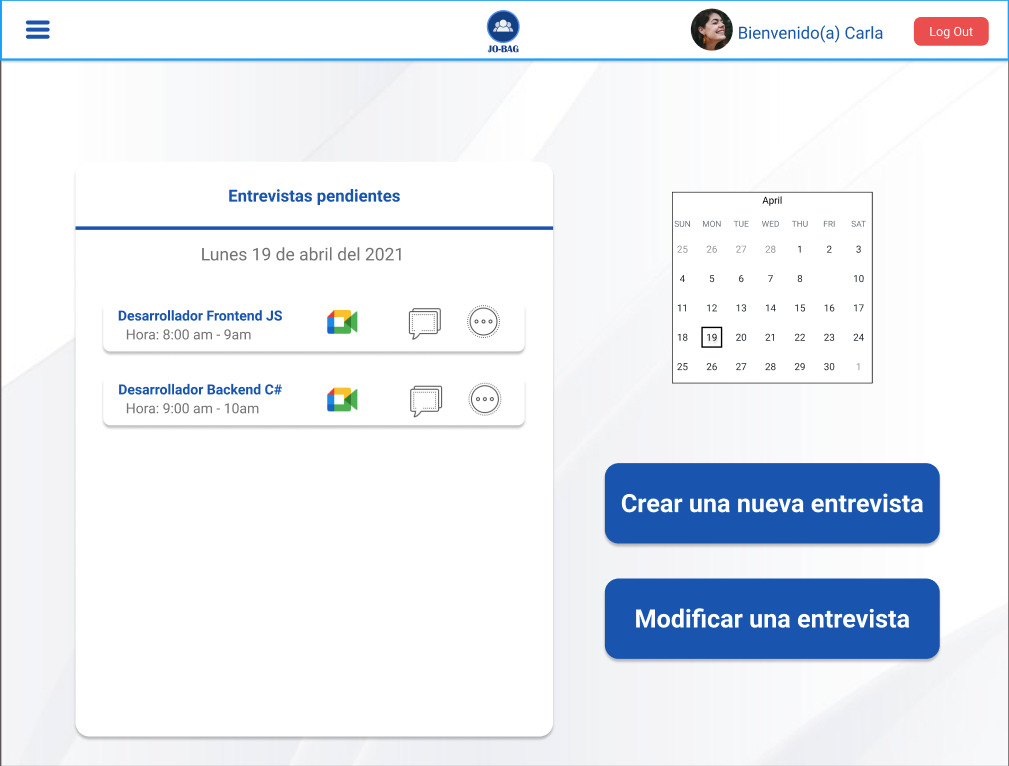 JO-BAG
Bienvenido(a) Carla
Log Out
Entrevistas pendientes
Lunes 19 de abril del 2021
Desarrollador Frontend JS
Hora: 8:00 am - 9am
Desarrollador Backend C#
Hora: 9:00 am - 10am
April
SUN MON TUE WED THU FRI SAT
25 26 27 28 1 2 3
4 5 6 7 8 10
11 12 13 14 15 16 17
18 19 20 21 22 23 24
25 26 27 28 29 30 1
Crear una nueva entrevista
Modificar una entrevista